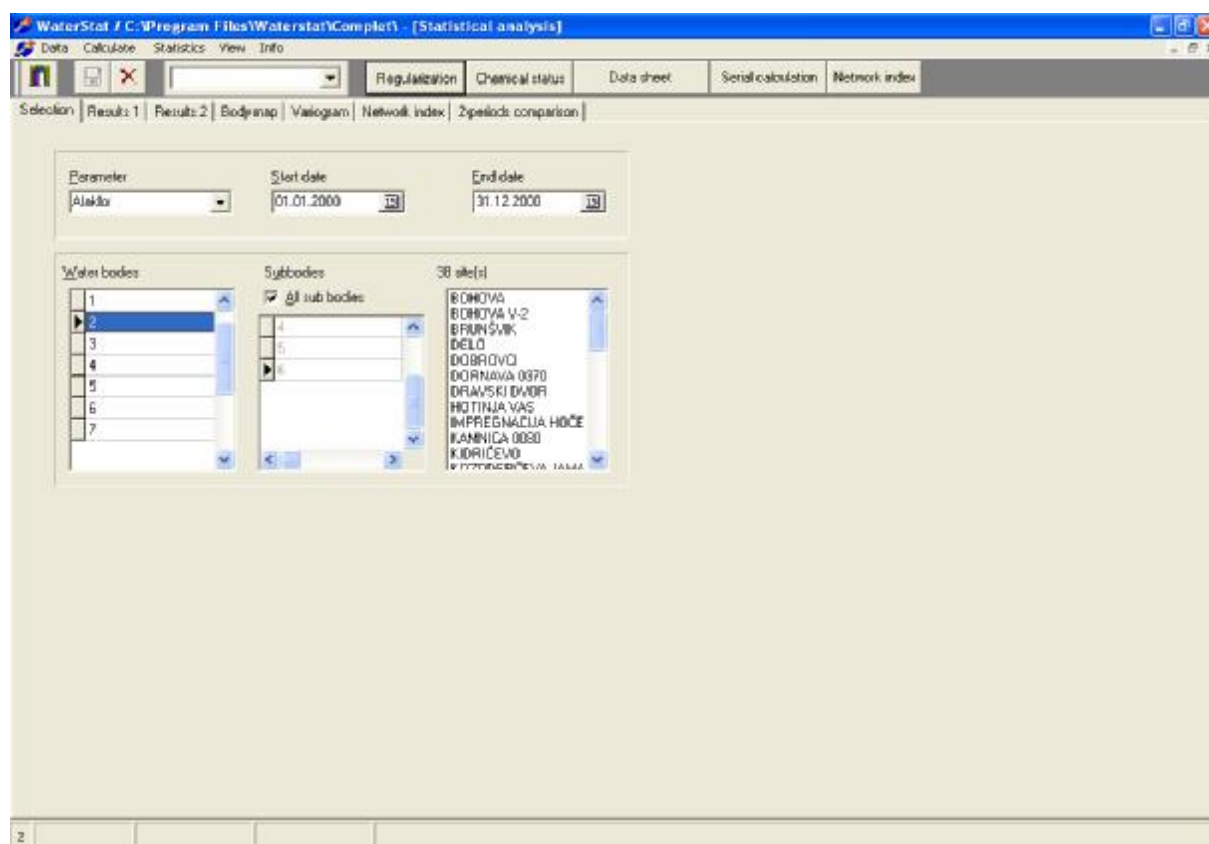 WaterStat / C:\Program Files\Waterstat\Complet\ - [Statistical analysis]
Data Calculate Statistics View Info
Regularization Chemical status Data sheet Serial calculation Network index
Selection Results 1 Results 2 Bodymap Variogram Network index 2periods comparison
Parameter Start date End date
Alaklor 01.01.2000 31.12.2000
Water bodies Subbodies 38 site(s)
All sub bodies
1
2
3
4
5
6
7
4
5
6
BOHOVA
BOHOVA V-2
BRUNŠVIK
DELO
DOBROVCI
DORNAVA 0370
DRAVSKI DVOR
HOTINJA VAS
IMPREGNACIJA HOČE
KAMNICA 0080
KIDRIČEVO
2